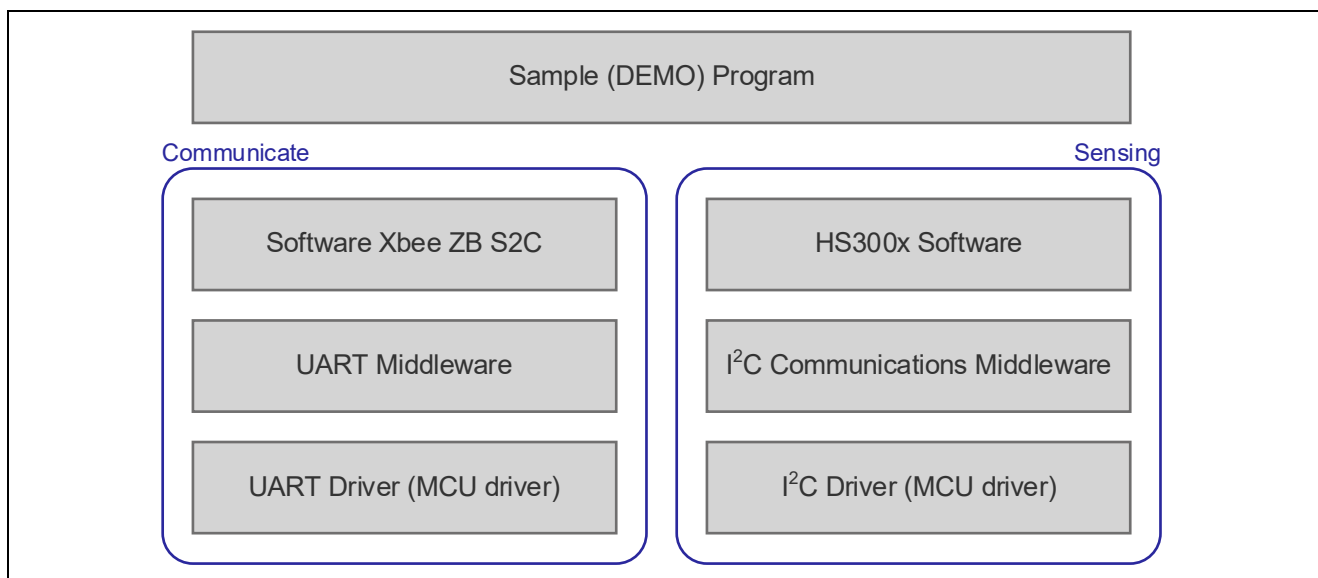 Sample (DEMO) Program
Communicate
Sensing
Software Xbee ZB S2C
HS300x Software
UART Middleware
I²C Communications Middleware
UART Driver (MCU driver)
I²C Driver (MCU driver)